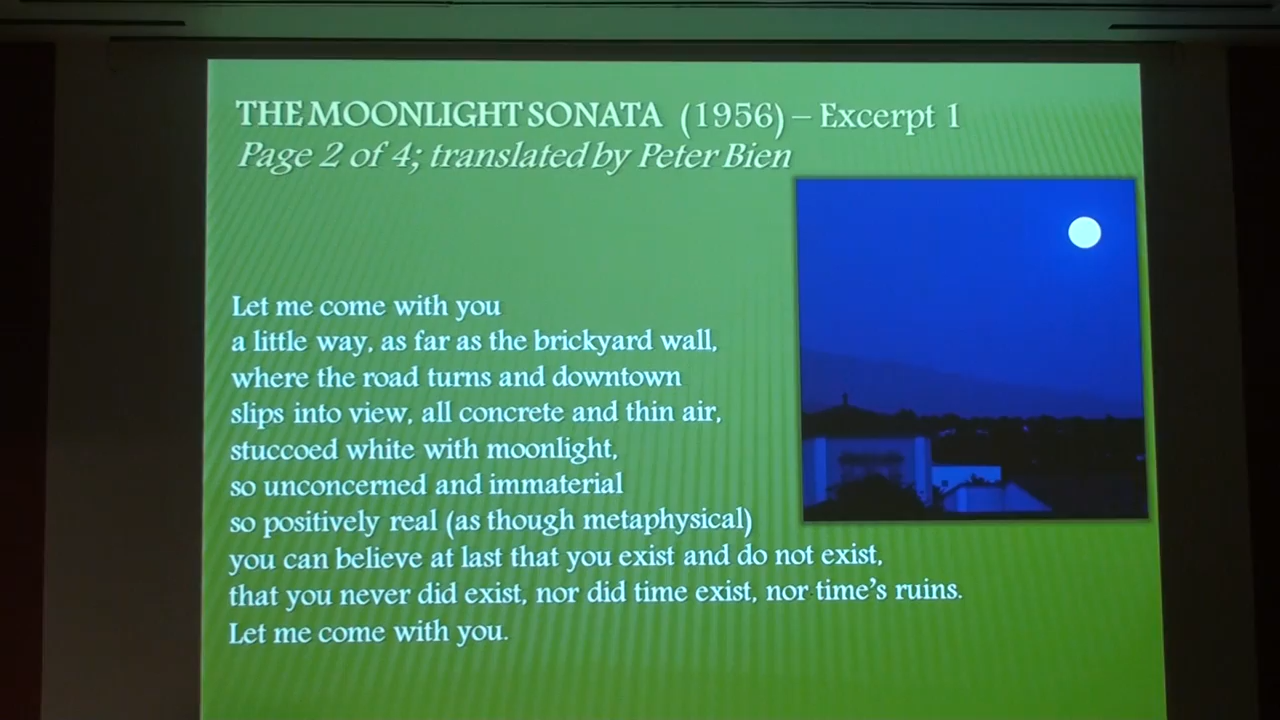 THE MOONLIGHT SONATA (1956) – Excerpt 1
Page 2 of 4; translated by Peter Bien
Let me come with you
a little way, as far as the brickyard wall,
where the road turns and downtown
slips into view, all concrete and thin air,
stuccoed white with moonlight,
so unconcerned and immaterial
so positively real (as though metaphysical)
you can believe at last that you exist and do not exist,
that you never did exist, nor did time exist, nor time’s ruins.
Let me come with you.